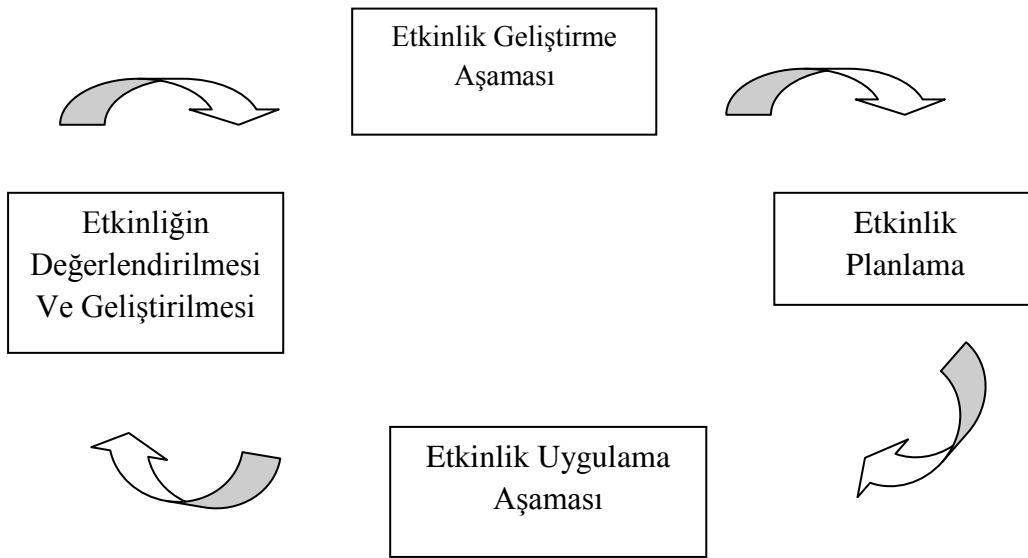 Etkinlik Geliştirme
Aşaması
Etkinliğin
Değerlendirilmesi
Ve Geliştirilmesi
Etkinlik
Planlama
Etkinlik Uygulama
Aşaması